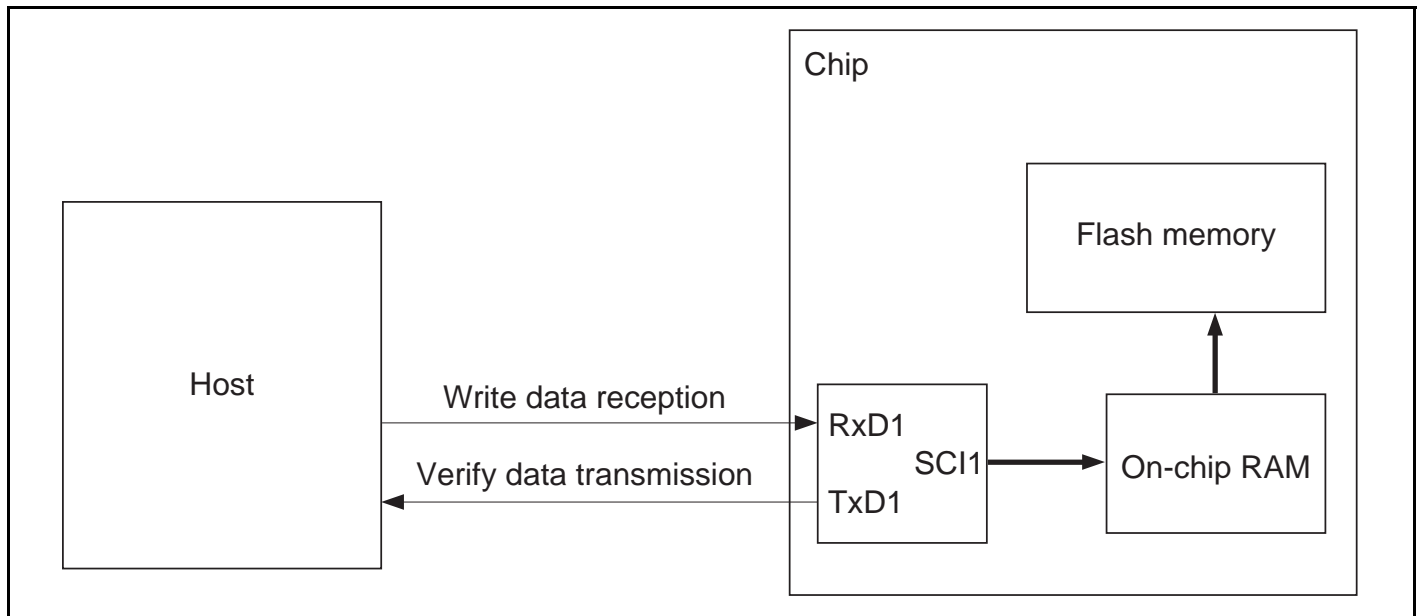 Chip
Flash memory
Host
Write data reception
RxD1
SCI1
On-chip RAM
Verify data transmission
TxD1